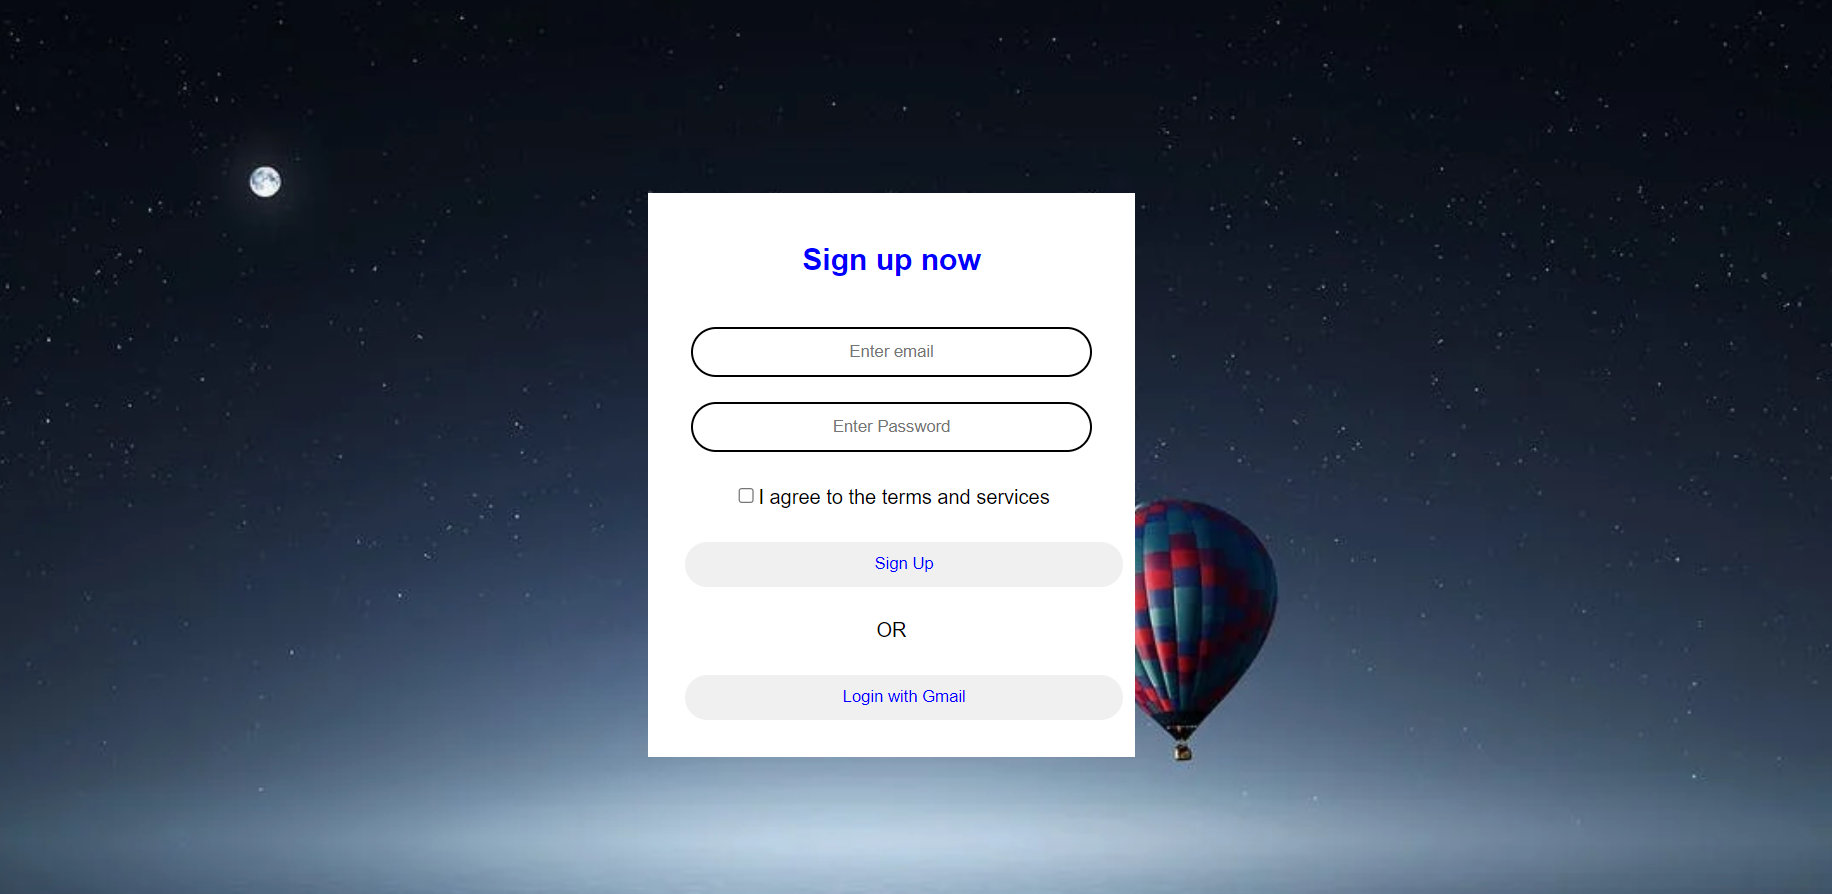 Sign up now
Enter email
Enter Password
I agree to the terms and services
Sign Up
OR
Login with Gmail